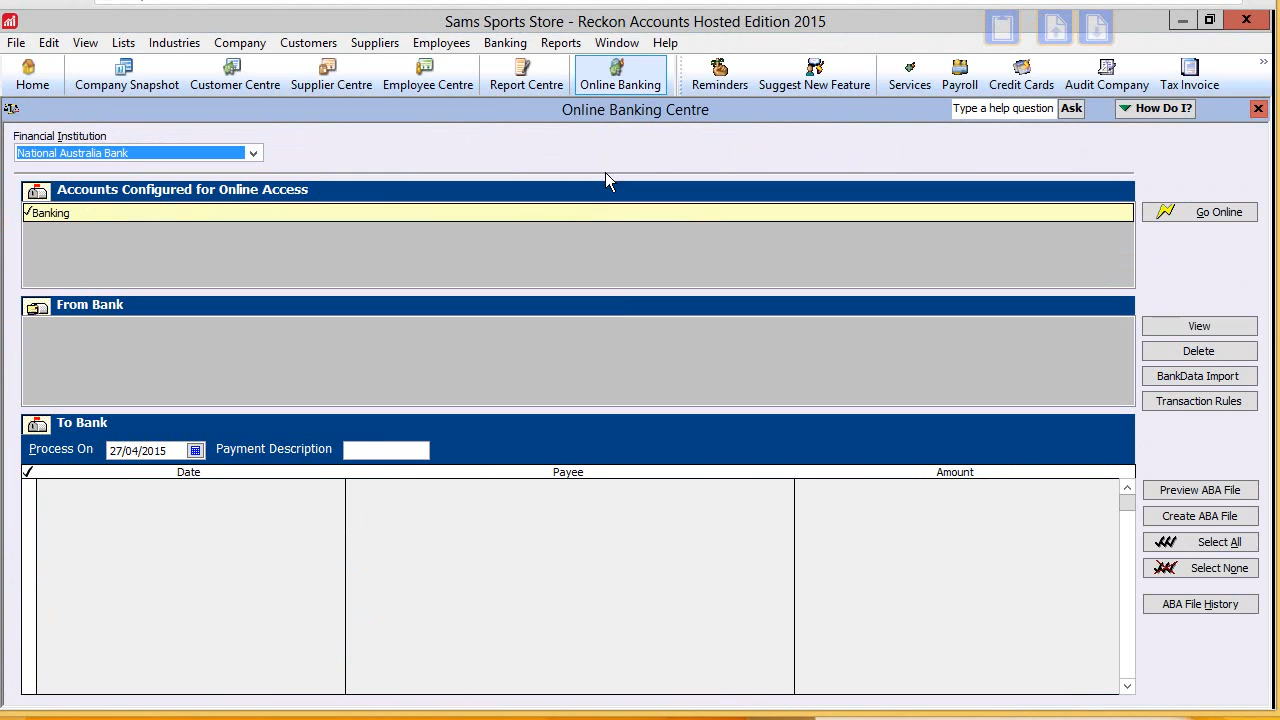 Sams Sports Store - Reckon Accounts Hosted Edition 2015
File Edit View Lists Industries Company Customers Suppliers Employees Banking Reports Window Help
Home Company Snapshot Customer Centre Supplier Centre Employee Centre Report Centre Online Banking Reminders Suggest New Feature Services Payroll Credit Cards Audit Company Tax Invoice
Online Banking Centre
Type a help question Ask How Do I?
Financial Institution
National Australia Bank
Accounts Configured for Online Access
Banking
Go Online
From Bank
View
Delete
BankData Import
Transaction Rules
To Bank
Process On 27/04/2015 Payment Description
Date Payee Amount
Preview ABA File
Create ABA File
Select All
Select None
ABA File History